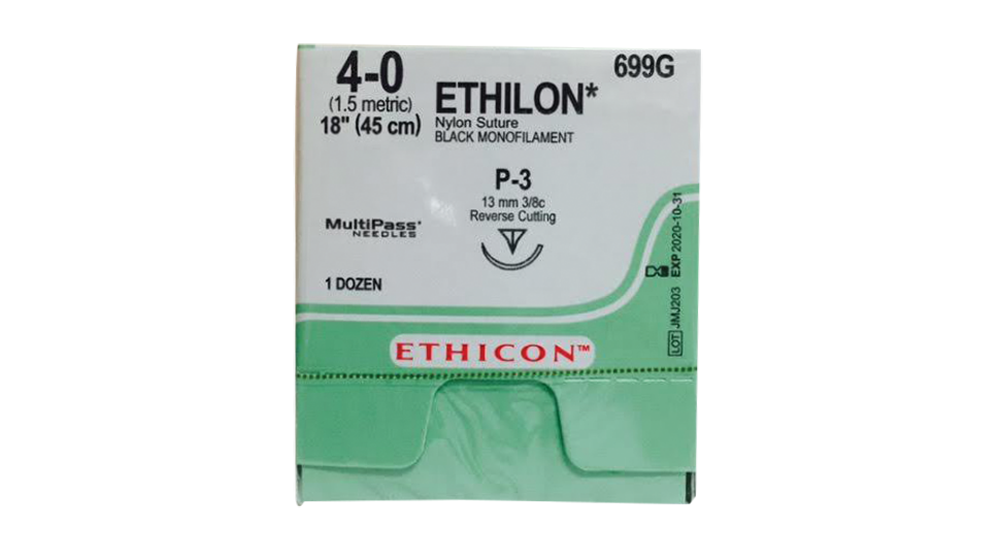 4-0
(1.5 metric)
18" (45 cm)
ETHILON*
Nylon Suture
BLACK MONOFILAMENT
699G
P-3
13 mm 3/8c
Reverse Cutting
MultiPass*
NEEDLES
1 DOZEN
LOT JMJ203 EXP 2020-10-31
ETHICON™